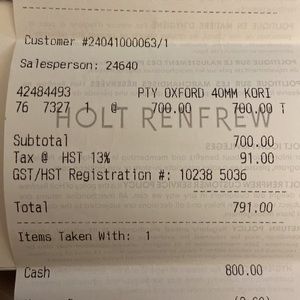 Customer #24041000063/1
Salesperson: 24640
42484493 PTY OXFORD 40MM KORI
76 7327 1 @ 700.00 700.00 T
HOLT RENFREW
Subtotal 700.00
Tax @ HST 13% 91.00
GST/HST Registration #: 10238 5036
Total 791.00
Items Taken With: 1
Cash 800.00